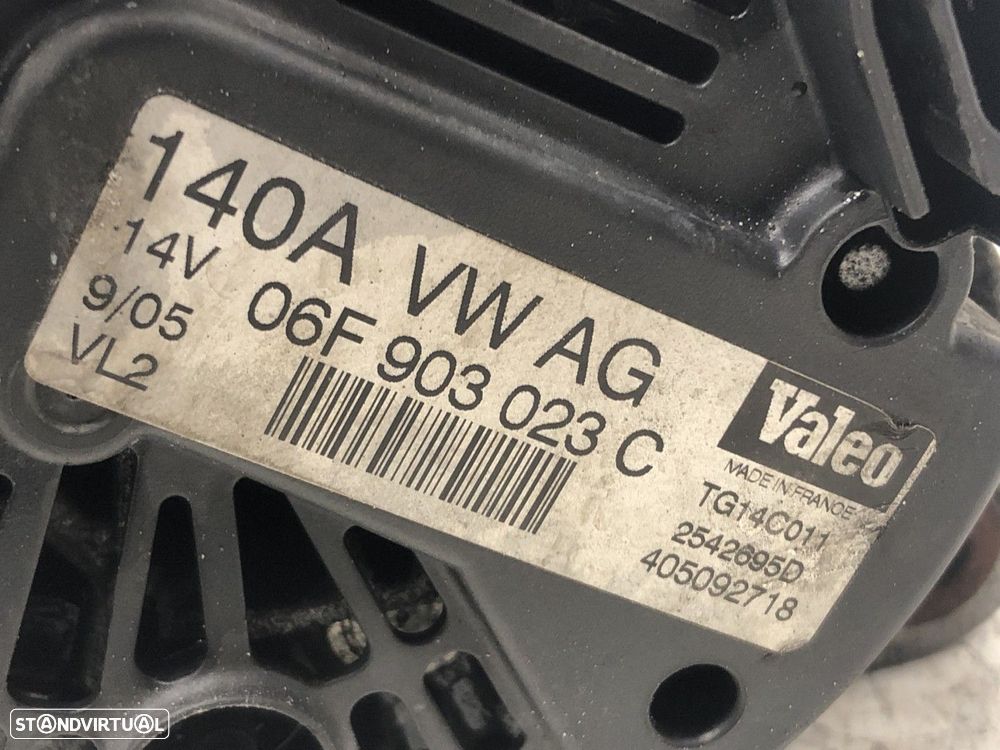 140A VW AG
14V 06F 903 023 C
9/05
VL2
Valeo
MADE IN FRANCE
TG14C011
2542695D
405092718
STANDVIRTUAL